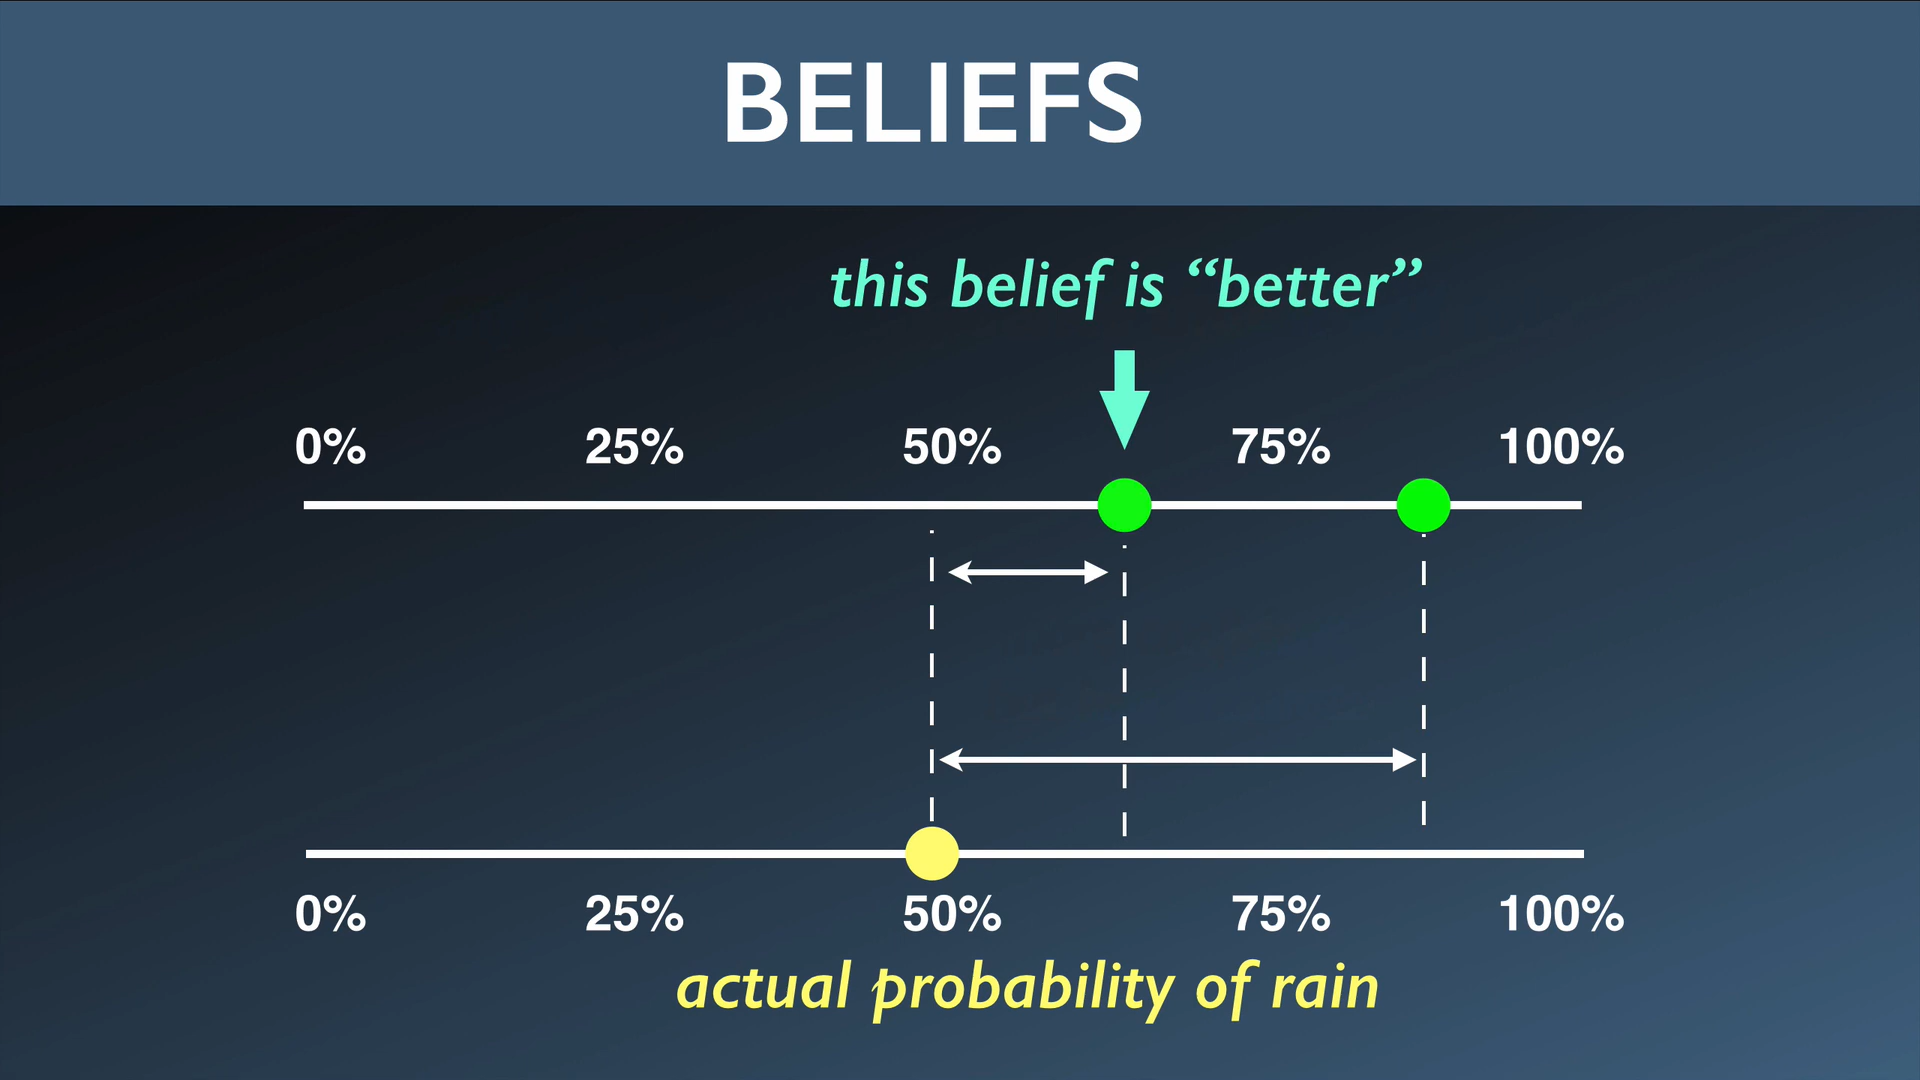 BELIEFS
this belief is “better”
0% 25% 50% 75% 100%
0% 25% 50% 75% 100%
actual probability of rain